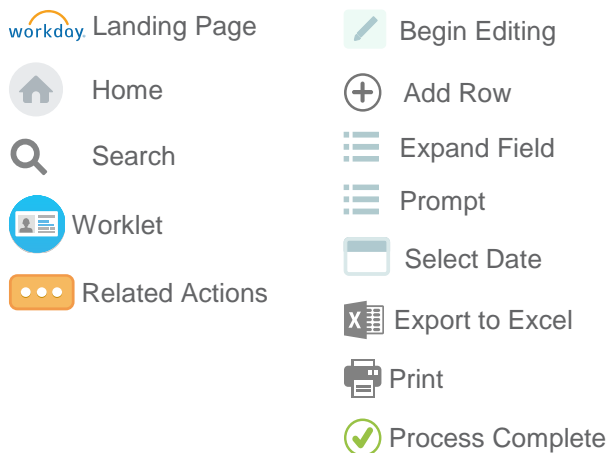 workday. Landing Page
Home
Search
Worklet
Related Actions
Begin Editing
Add Row
Expand Field
Prompt
Select Date
X Export to Excel
Print
Process Complete